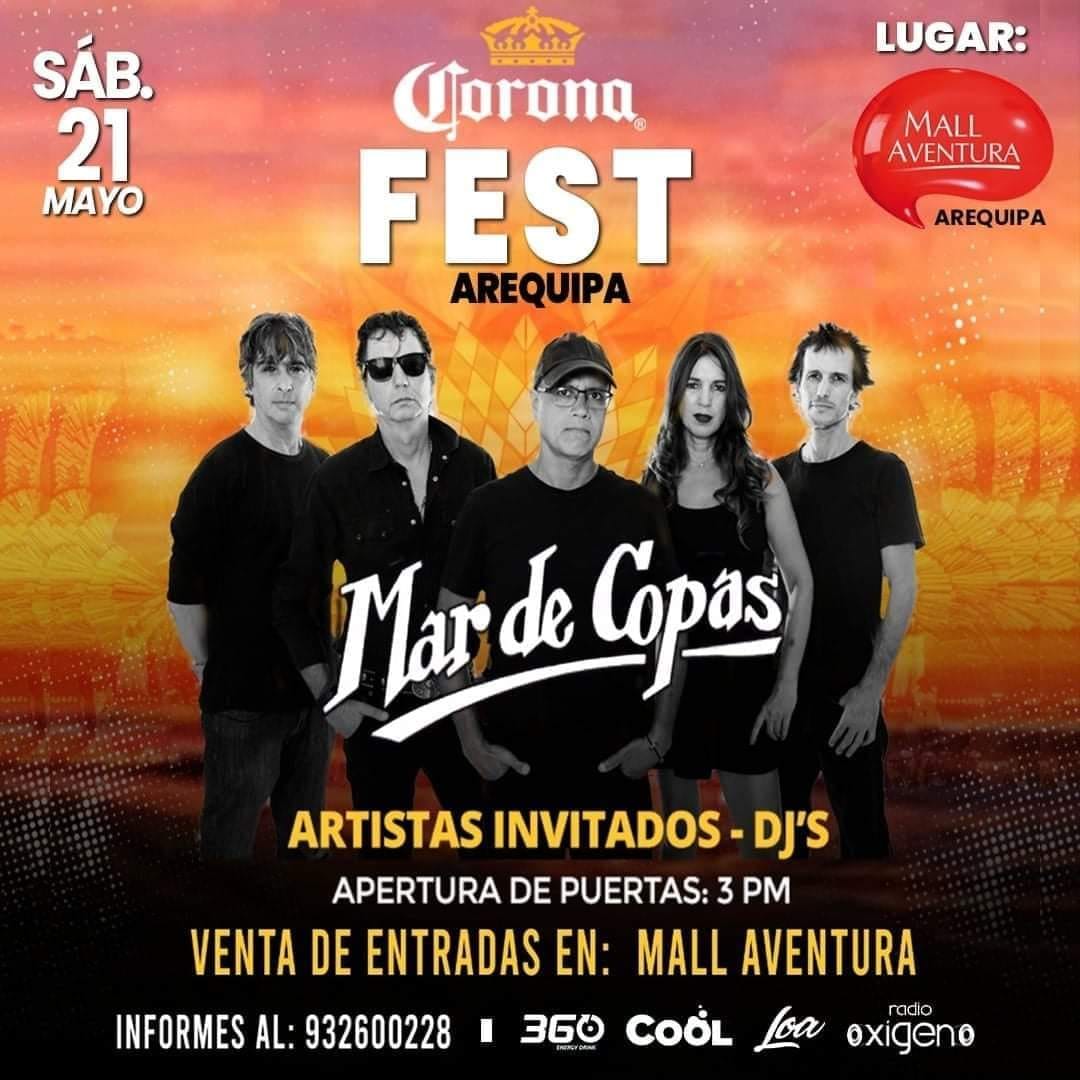 SÁB.
21
MAYO
Corona®
FEST
AREQUIPA
LUGAR:
MALL
AVENTURA
AREQUIPA
Mar de Copas
ARTISTAS INVITADOS - DJ'S
APERTURA DE PUERTAS: 3 PM
VENTA DE ENTRADAS EN: MALL AVENTURA
INFORMES AL: 932600228
360
ENERGY DRINK
COOL
Loa
radio
oxigeno